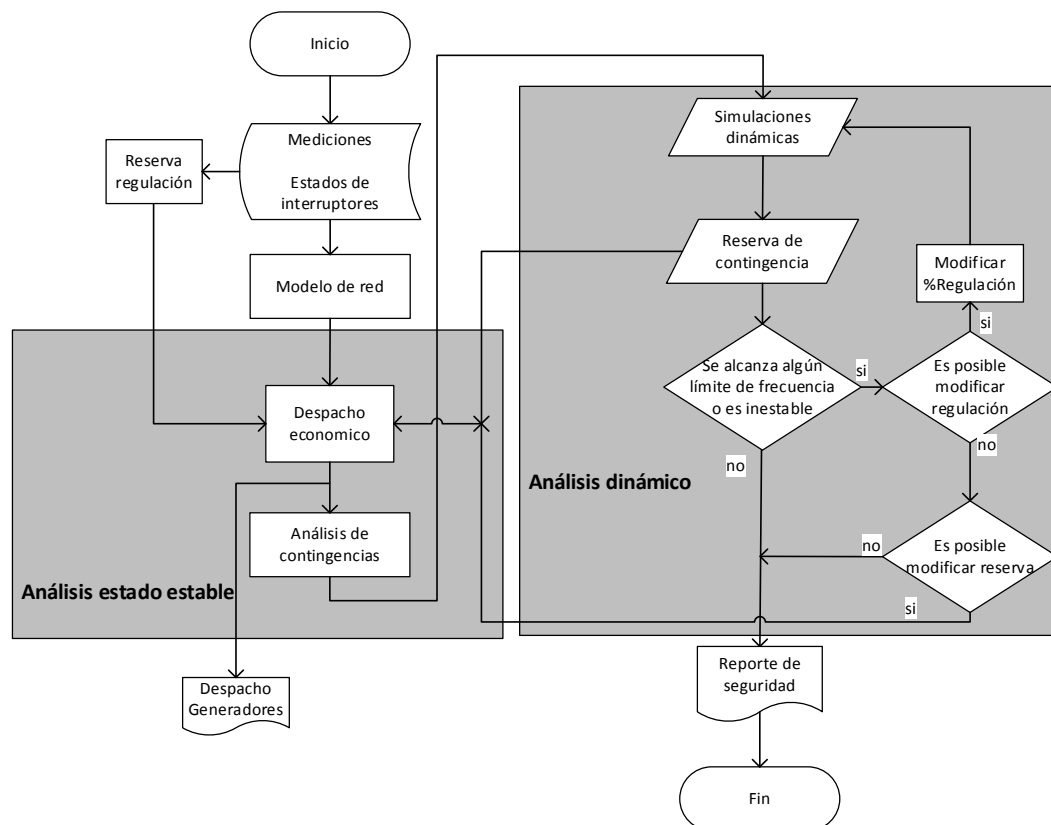 Inicio
Mediciones
Estados de
interruptores
Reserva
regulación
Modelo de red
Despacho
economico
Análisis de
contingencias
Análisis estado estable
Despacho
Generadores
Simulaciones
dinámicas
Reserva de
contingencia
Modificar
%Regulación
si
Se alcanza algún
límite de frecuencia
o es inestable
si
Es posible
modificar
regulación
no
no
Análisis dinámico
no
Es posible
modificar reserva
si
Reporte de
seguridad
Fin